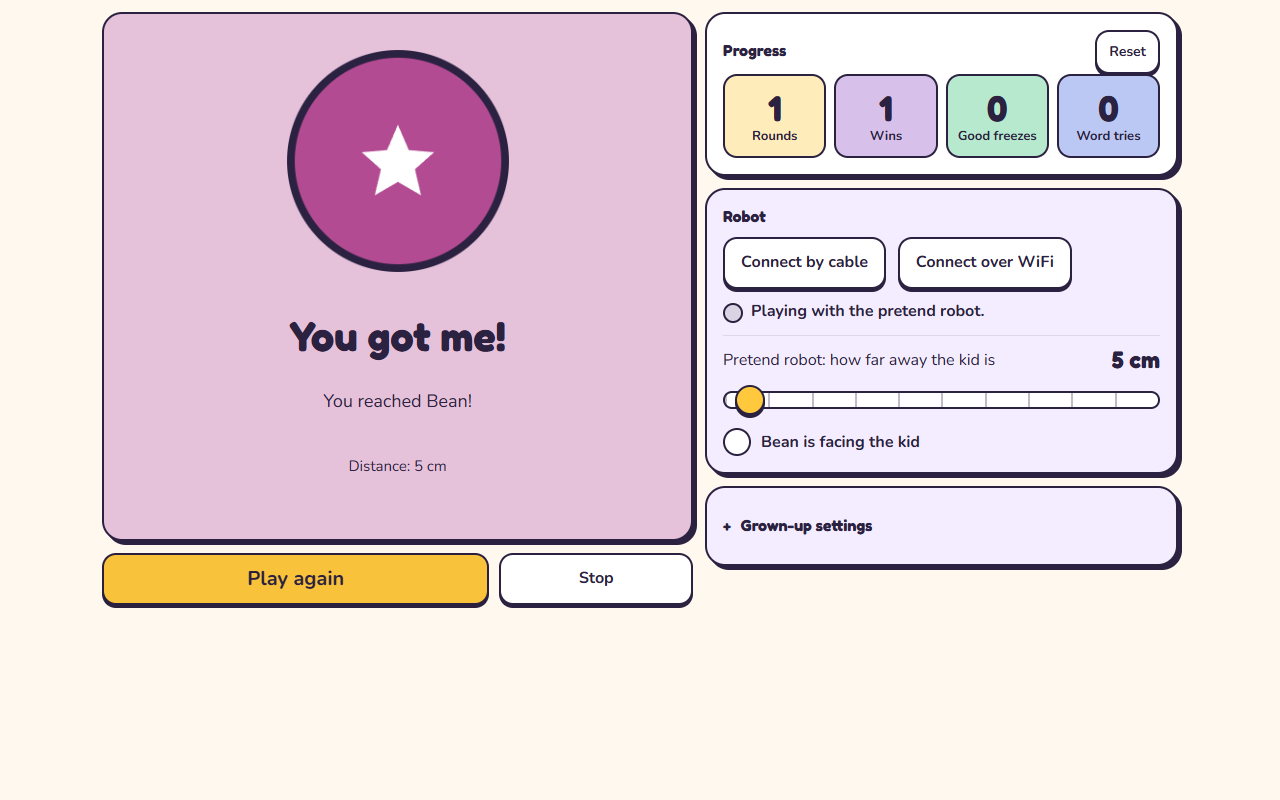 You got me!
You reached Bean!
Distance: 5 cm
Play again
Stop
Progress
Reset
1
Rounds
1
Wins
0
Good freezes
0
Word tries
Robot
Connect by cable
Connect over WiFi
Playing with the pretend robot.
Pretend robot: how far away the kid is
5 cm
Bean is facing the kid
+ Grown-up settings